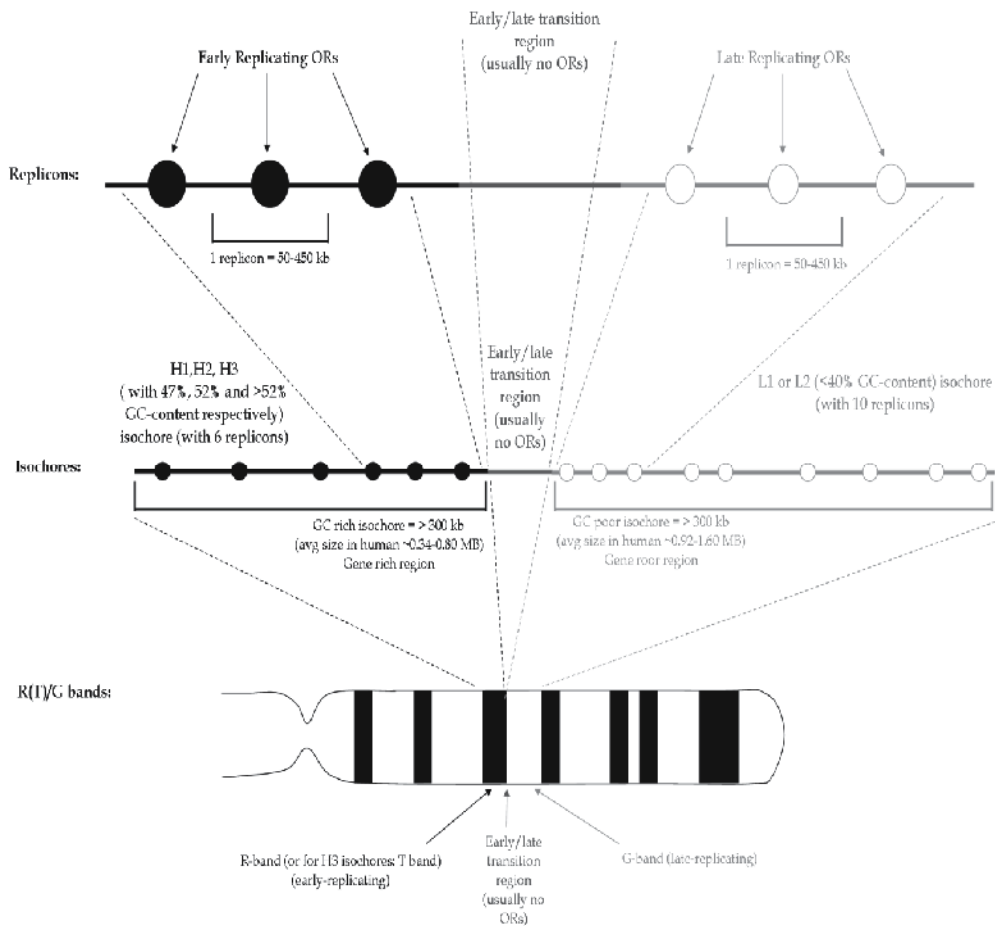 Early/late transition
region
(usually no ORs)
Early Replicating ORs
Late Replicating ORs
Replicons:
1 replicon = 50-450 kb
1 replicon = 50-450 kb
H1,H2, H3
( with 47%, 52% and >52%
GC-content respectively)
isochore (with 6 replicons)
Early/late
transition
region
(usually
no ORs)
L1 or L2 (<40% GC-content) isochore
(with 10 replicons)
Isochores:
GC rich isochore = > 300 kb
(avg size in human ~0.34-0.80 MB)
Gene rich region
GC poor isochore = > 300 kb
(avg size in human ~0.92-1.60 MB)
Gene roor region
R(T)/G bands:
R-band (or for H3 isochores: T band)
(early-replicating)
Early/late
transition
region
(usually no
ORs)
G-band (late-replicating)